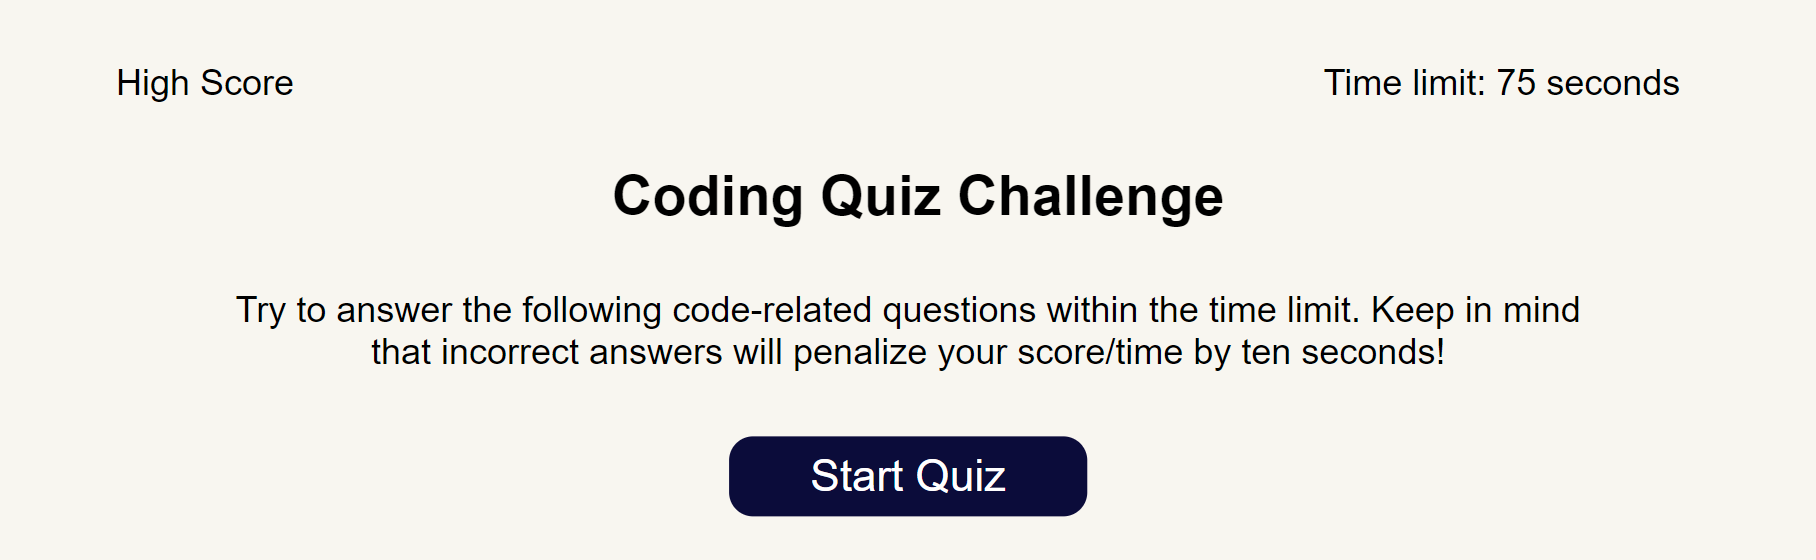 High Score
Time limit: 75 seconds
Coding Quiz Challenge
Try to answer the following code-related questions within the time limit. Keep in mind
that incorrect answers will penalize your score/time by ten seconds!
Start Quiz